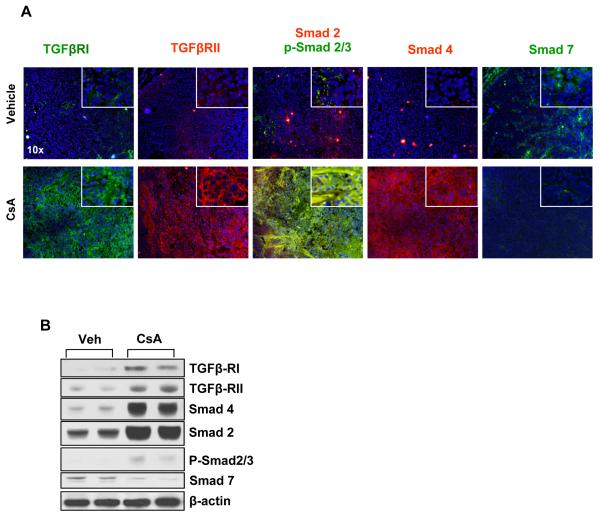 A
TGFβRI
TGFβRII
Smad 2
p-Smad 2/3
Smad 4
Smad 7
Vehicle
10x
CsA
B
Veh
CsA
TGFβ-RI
TGFβ-RII
Smad 4
Smad 2
P-Smad2/3
Smad 7
β-actin